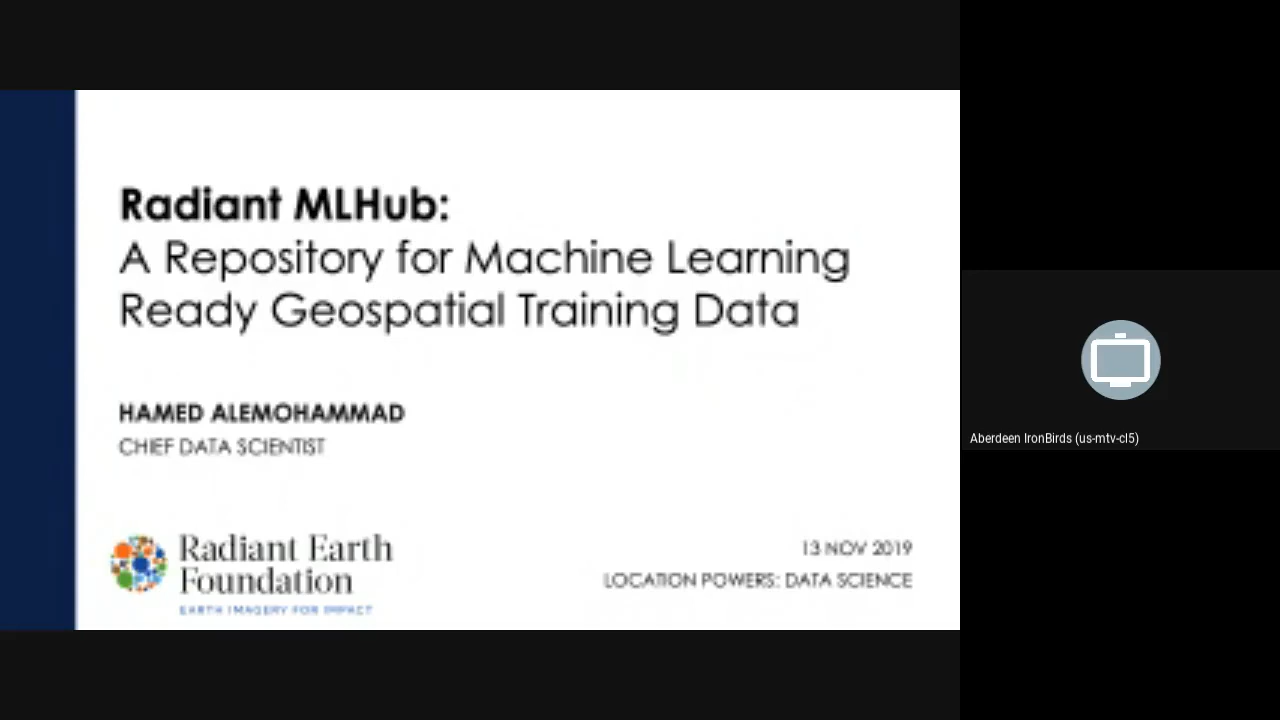 Radiant MLHub:
A Repository for Machine Learning
Ready Geospatial Training Data
HAMED ALEMOHAMMAD
CHIEF DATA SCIENTIST
Radiant Earth
Foundation
EARTH IMAGERY FOR IMPACT
13 NOV 2019
LOCATION POWERS: DATA SCIENCE
Aberdeen IronBirds (us-mtv-cl5)